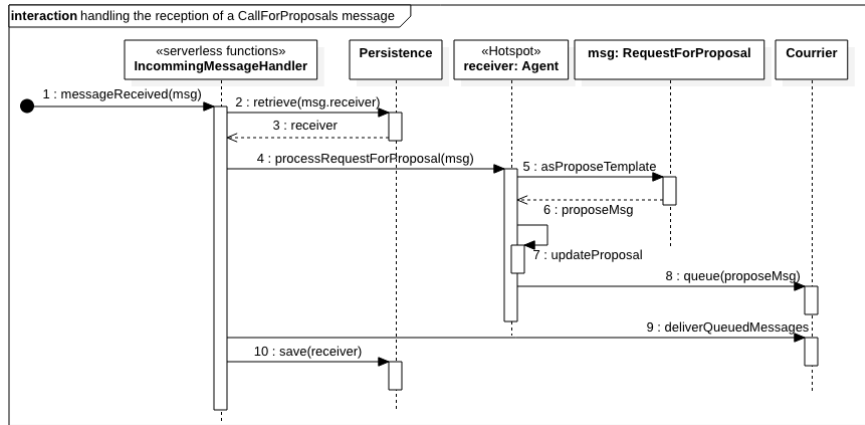 interaction handling the reception of a CallForProposals message
«serverless functions»
IncommingMessageHandler
Persistence
«Hotspot»
receiver: Agent
msg: RequestForProposal
Courrier
1 : messageReceived(msg)
2 : retrieve(msg.receiver)
3 : receiver
4 : processRequestForProposal(msg)
5 : asProposeTemplate
6 : proposeMsg
7 : updateProposal
8 : queue(proposeMsg)
9 : deliverQueuedMessages
10 : save(receiver)